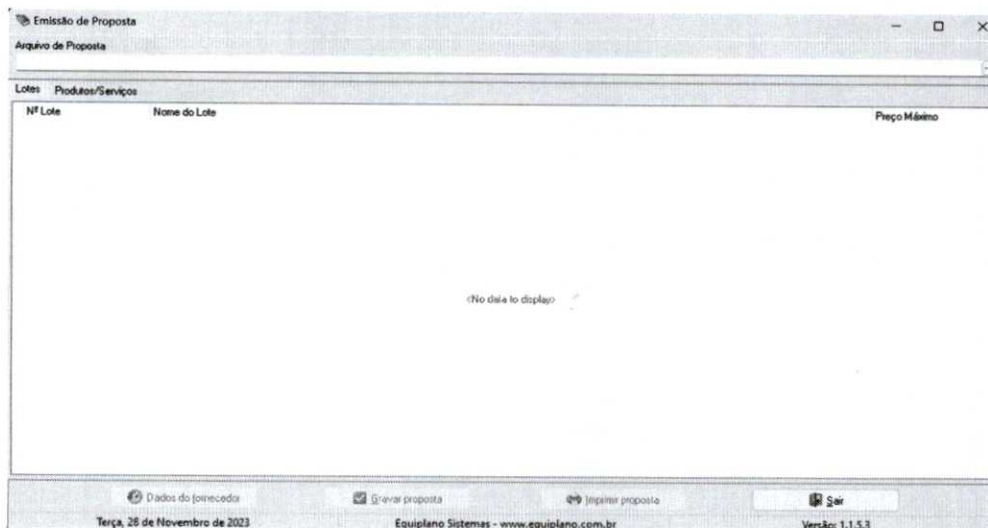 Emissão de Proposta
Arquivo de Proposta
Lotes Produtos/Serviços
Nº Lote Nome do Lote Preço Máximo
<No data to display>
Dados do fornecedor Gravar proposta Imprimir proposta Sair
Terça, 28 de Novembro de 2023 Equiplano Sistemas - www.equiplano.com.br Versão: 1.1.5.3